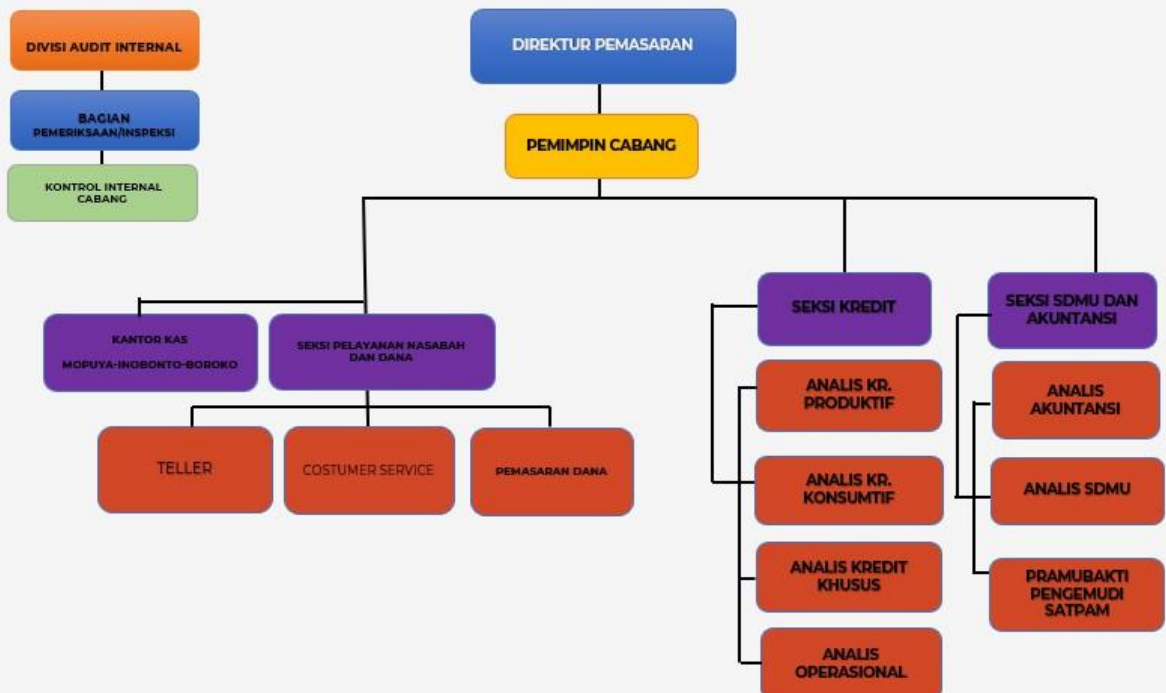 DIVISI AUDIT INTERNAL
BAGIAN
PEMERIKSAAN/INSPEKSI
KONTROL INTERNAL
CABANG
DIREKTUR PEMASARAN
PEMIMPIN CABANG
KANTOR KAS
MOPUYA-INOBONTO-BOROKO
SEKSI PELAYANAN NASABAH
DAN DANA
TELLER
COSTUMER SERVICE
PEMASARAN DANA
SEKSI KREDIT
ANALIS KR.
PRODUKTIF
ANALIS KR.
KONSUMTIF
ANALIS KREDIT
KHUSUS
ANALIS
OPERASIONAL
SEKSI SDMU DAN
AKUNTANSI
ANALIS
AKUNTANSI
ANALIS SDMU
PRAMUBAKTI
PENGEMUDI
SATPAM